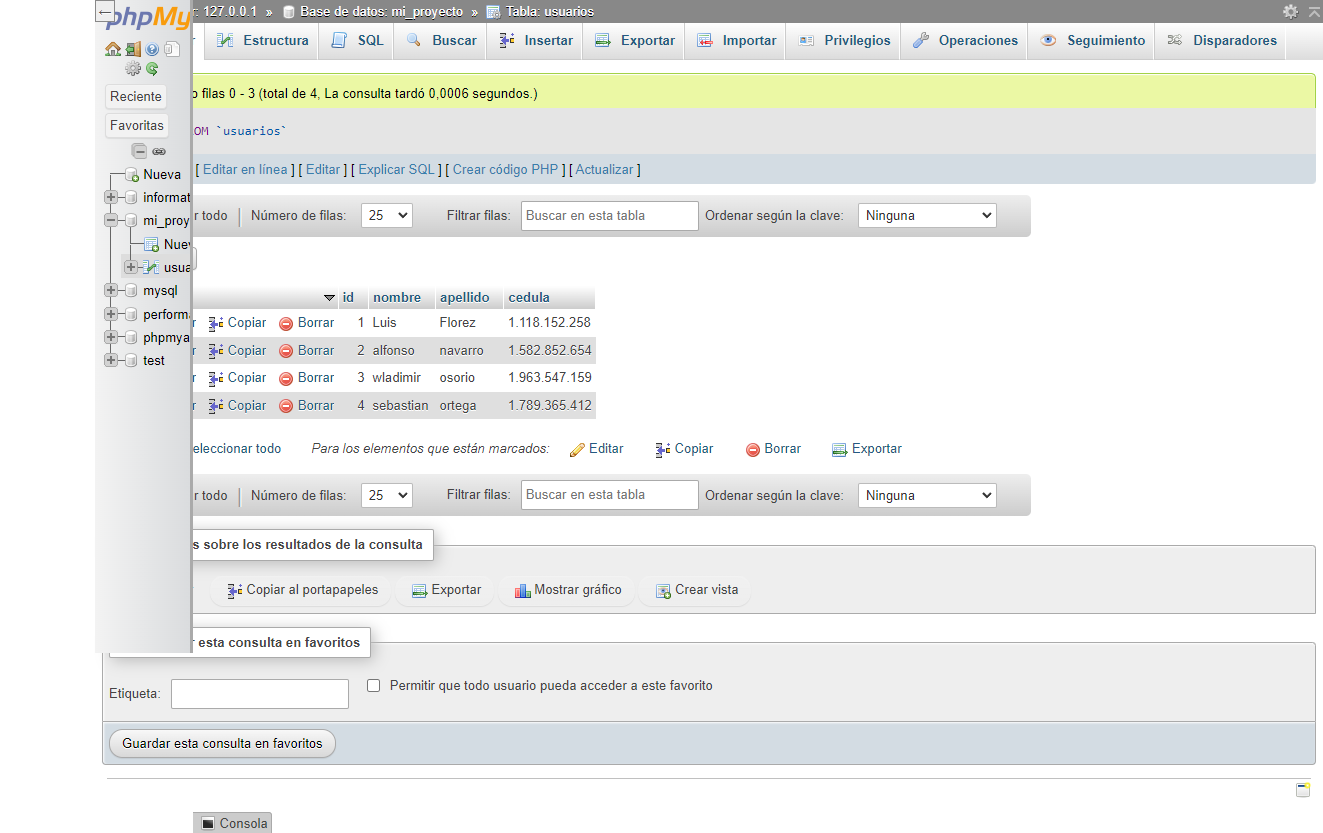 phpMy
: 127.0.0.1 » Base de datos: mi_proyecto » Tabla: usuarios
Estructura SQL Buscar Insertar Exportar Importar Privilegios Operaciones Seguimiento Disparadores
Reciente
Favoritas
Nueva
informat
mi_proy
Nuev
usua
mysql
performa
phpmya
test
o filas 0 - 3 (total de 4, La consulta tardó 0,0006 segundos.)
OM `usuarios`
[ Editar en línea ] [ Editar ] [ Explicar SQL ] [ Crear código PHP ] [ Actualizar ]
r todo Número de filas: 25 Filtrar filas: Buscar en esta tabla Ordenar según la clave: Ninguna
id nombre apellido cedula
r Copiar Borrar 1 Luis Florez 1.118.152.258
r Copiar Borrar 2 alfonso navarro 1.582.852.654
r Copiar Borrar 3 wladimir osorio 1.963.547.159
r Copiar Borrar 4 sebastian ortega 1.789.365.412
eleccionar todo Para los elementos que están marcados: Editar Copiar Borrar Exportar
r todo Número de filas: 25 Filtrar filas: Buscar en esta tabla Ordenar según la clave: Ninguna
s sobre los resultados de la consulta
Copiar al portapapeles Exportar Mostrar gráfico Crear vista
r esta consulta en favoritos
Etiqueta: Permitir que todo usuario pueda acceder a este favorito
Guardar esta consulta en favoritos
Consola